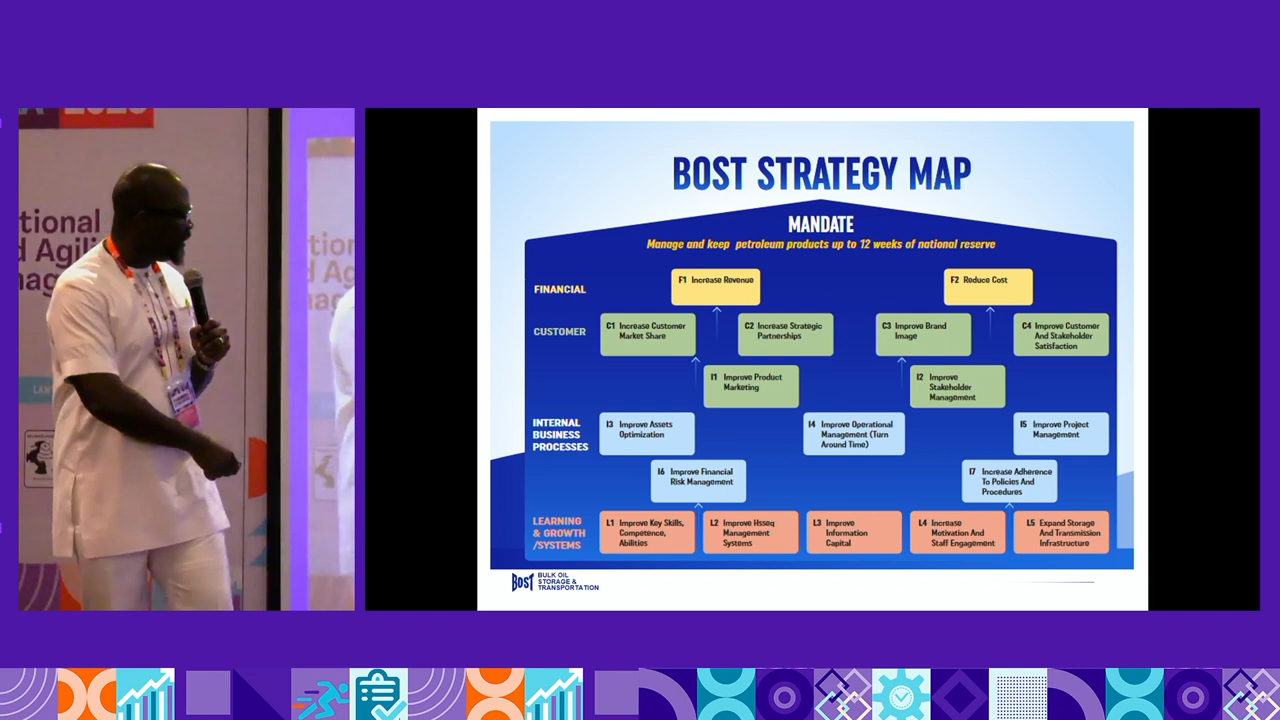 tional
d Agili
nag
LAW
BOST STRATEGY MAP
MANDATE
Manage and keep petroleum products up to 12 weeks of national reserve
FINANCIAL
F1 Increase Revenue
F2 Reduce Cost
CUSTOMER
C1 Increase Customer
Market Share
C2 Increase Strategic
Partnerships
C3 Improve Brand
Image
C4 Improve Customer
And Stakeholder
Satisfaction
I1 Improve Product
Marketing
I2 Improve
Stakeholder
Management
INTERNAL
BUSINESS
PROCESSES
I3 Improve Assets
Optimization
I4 Improve Operational
Management (Turn
Around Time)
I5 Improve Project
Management
I6 Improve Financial
Risk Management
I7 Increase Adherence
To Policies And
Procedures
LEARNING
& GROWTH
/SYSTEMS
L1 Improve Key Skills,
Competence,
Abilities
L2 Improve Hsseq
Management
Systems
L3 Improve
Information
Capital
L4 Increase
Motivation And
Staff Engagement
L5 Expand Storage
And Transmission
Infrastructure
BOST
BULK OIL
STORAGE &
TRANSPORTATION